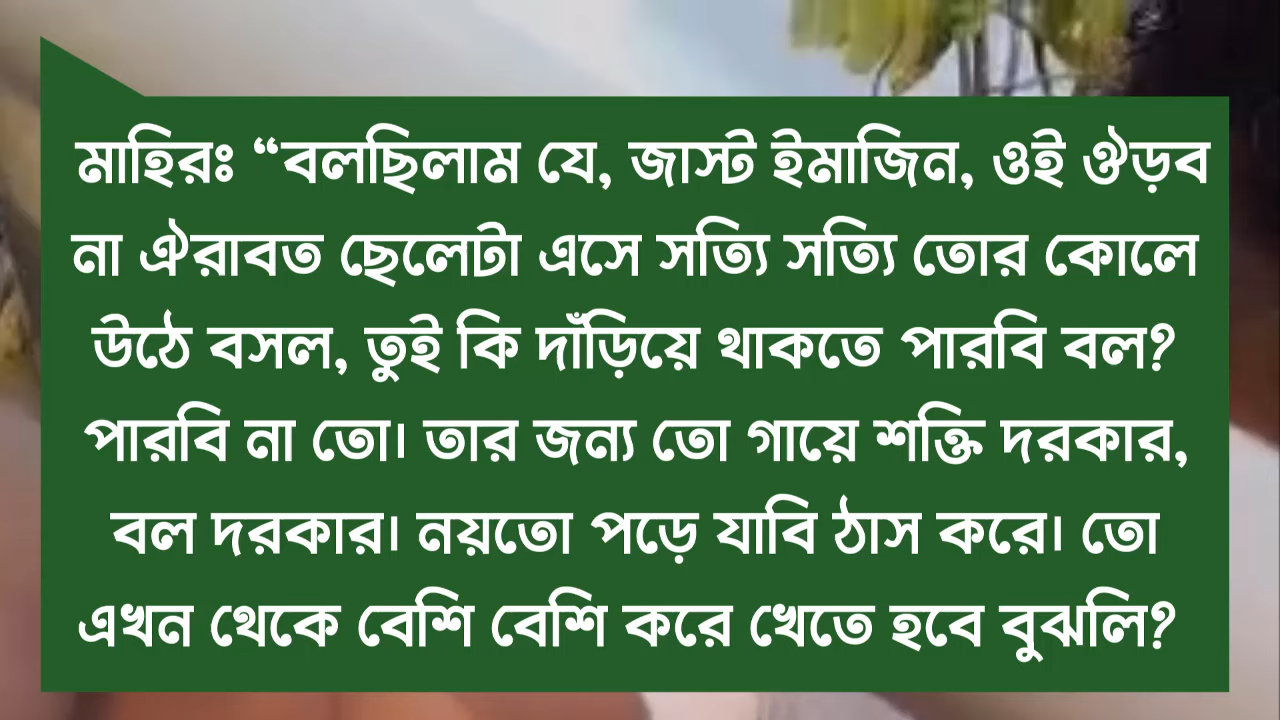 মাহিরঃ “বলছিলাম যে, জাস্ট ইমাজিন, ওই ঔড়ব
না ঐরাবত ছেলেটা এসে সত্যি সত্যি তোর কোলে
উঠে বসল, তুই কি দাঁড়িয়ে থাকতে পারবি বল?
পারবি না তো। তার জন্য তো গায়ে শক্তি দরকার,
বল দরকার। নয়তো পড়ে যাবি ঠাস করে। তো
এখন থেকে বেশি বেশি করে খেতে হবে বুঝলি?